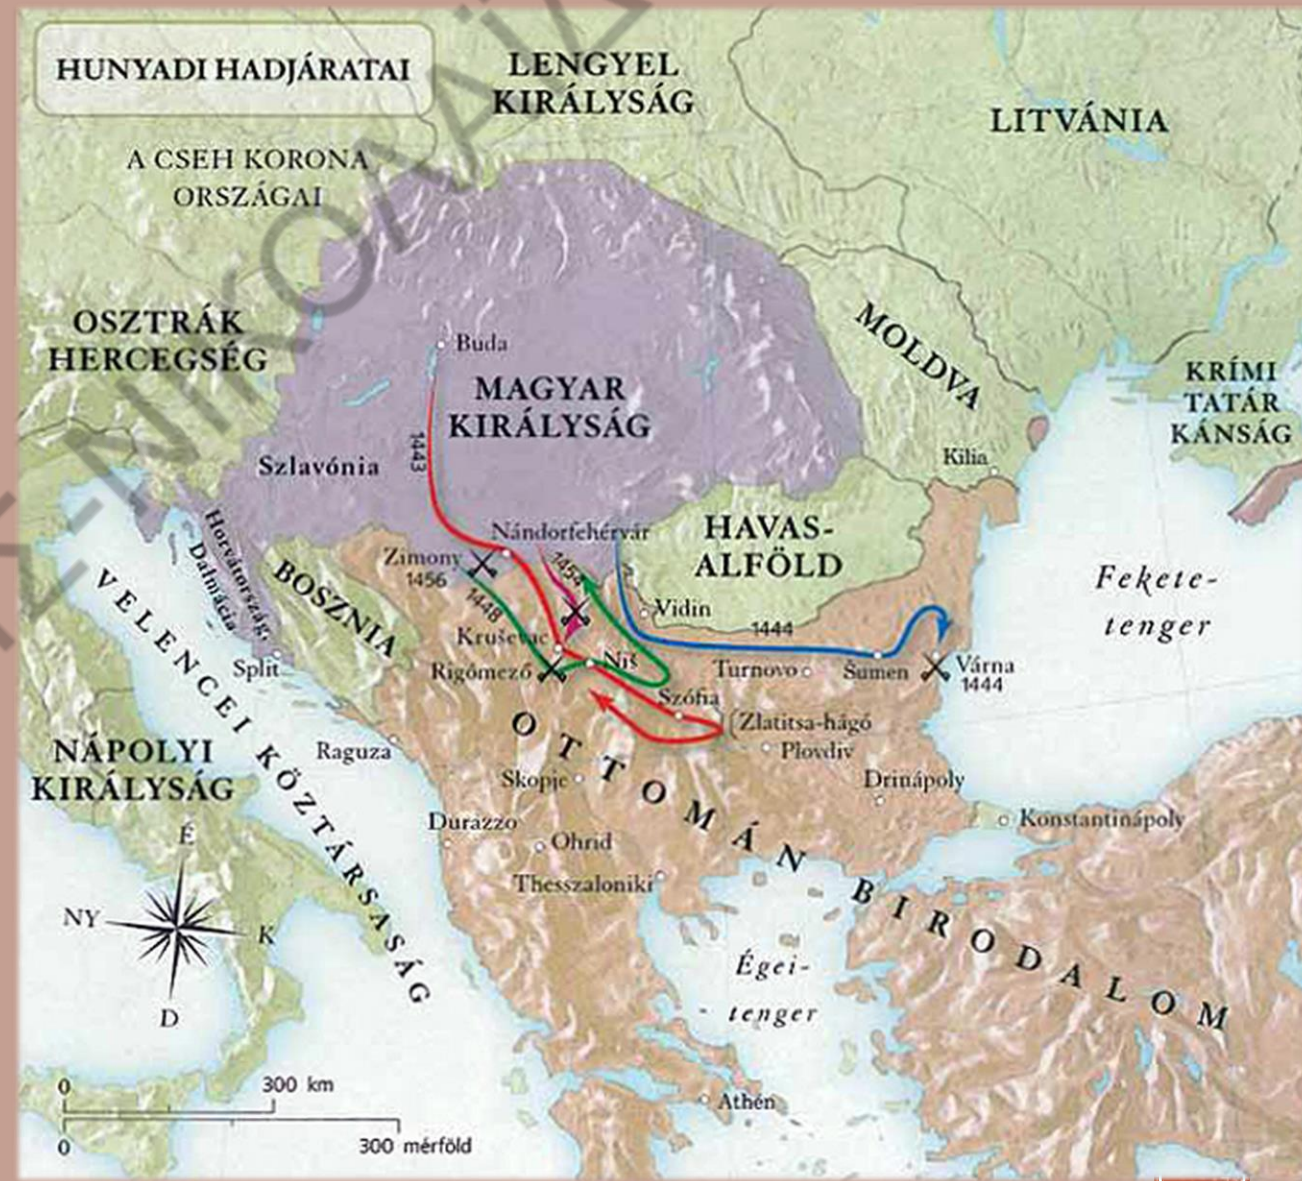 HUNYADI HADJÁRATAI
LENGYEL
KIRÁLYSÁG
LITVÁNIA
A CSEH KORONA
ORSZÁGAI
OSZTRÁK
HERCEGSÉG
MOLDVA
KRÍMI
TATÁR
KÁNSÁG
Buda
MAGYAR
KIRÁLYSÁG
1443
Szlavónia
Kilia
Horvátország,
Dalmácia
Nándorfehérvár
HAVAS-
ALFÖLD
Zimony
1456
1454
1448
BOSZNIA
Fekete-
tenger
Vidin
1444
Kruševac
Rigómező
Niš
Turnovo
Šumen
Várna
1444
Split
Szófia
Zlatitsa-hágó
Plovdiv
VELENCEI KÖZTÁRSASÁG
NÁPOLYI
KIRÁLYSÁG
Raguza
Skopje
Drinápoly
OTTOMÁN BIRODALOM
Durazzo
Ohrid
Konstantinápoly
Thesszaloniki
É
NY
K
D
Égei-
tenger
0 300 km
0 300 mérföld
Athén